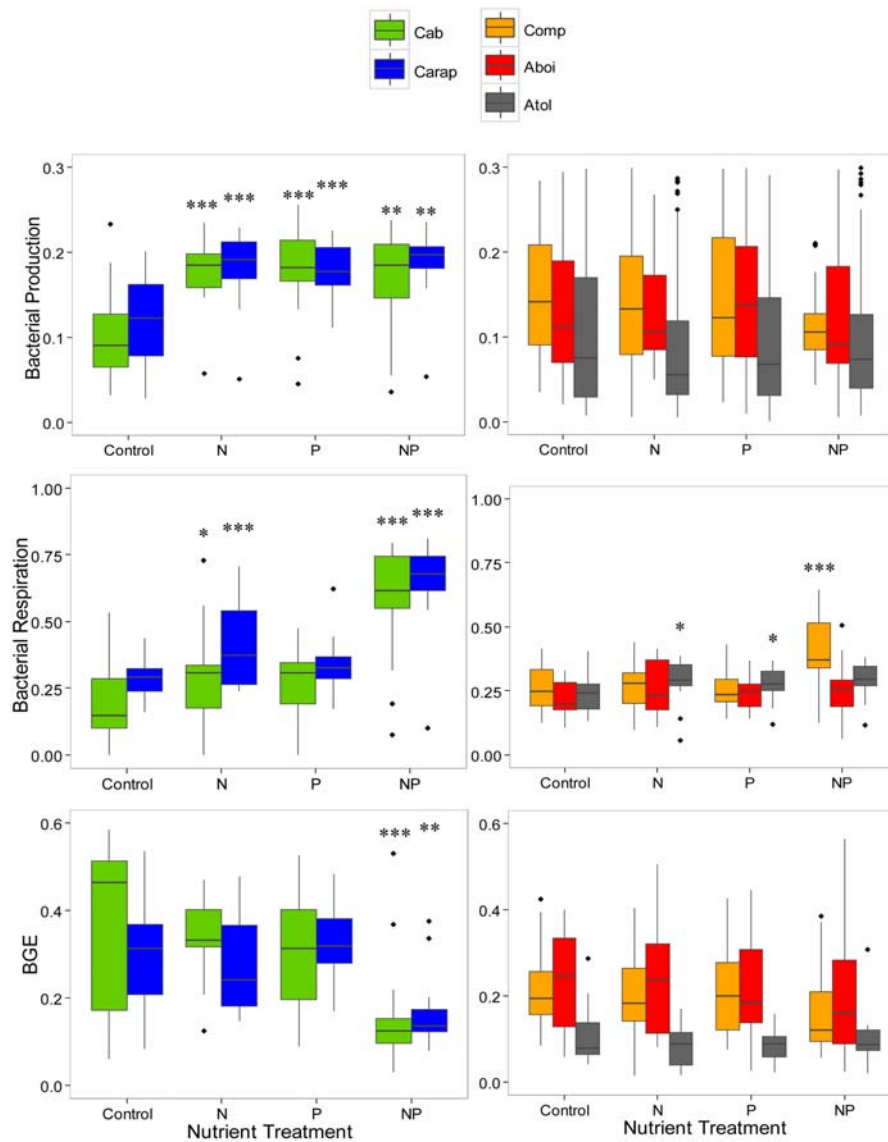 Cab
Carap
Comp
Aboi
Atol
Bacterial Production
0.3
0.2
0.1
0.0
*** *** *** *** ** **
Control N P NP
0.3
0.2
0.1
0.0
Control N P NP
Bacterial Respiration
1.00
0.75
0.50
0.25
0.00
* *** *** ***
Control N P NP
1.00
0.75
0.50
0.25
0.00
* * ***
Control N P NP
BGE
0.6
0.4
0.2
0.0
*** **
Control N P NP
Nutrient Treatment
0.6
0.4
0.2
0.0
Control N P NP
Nutrient Treatment